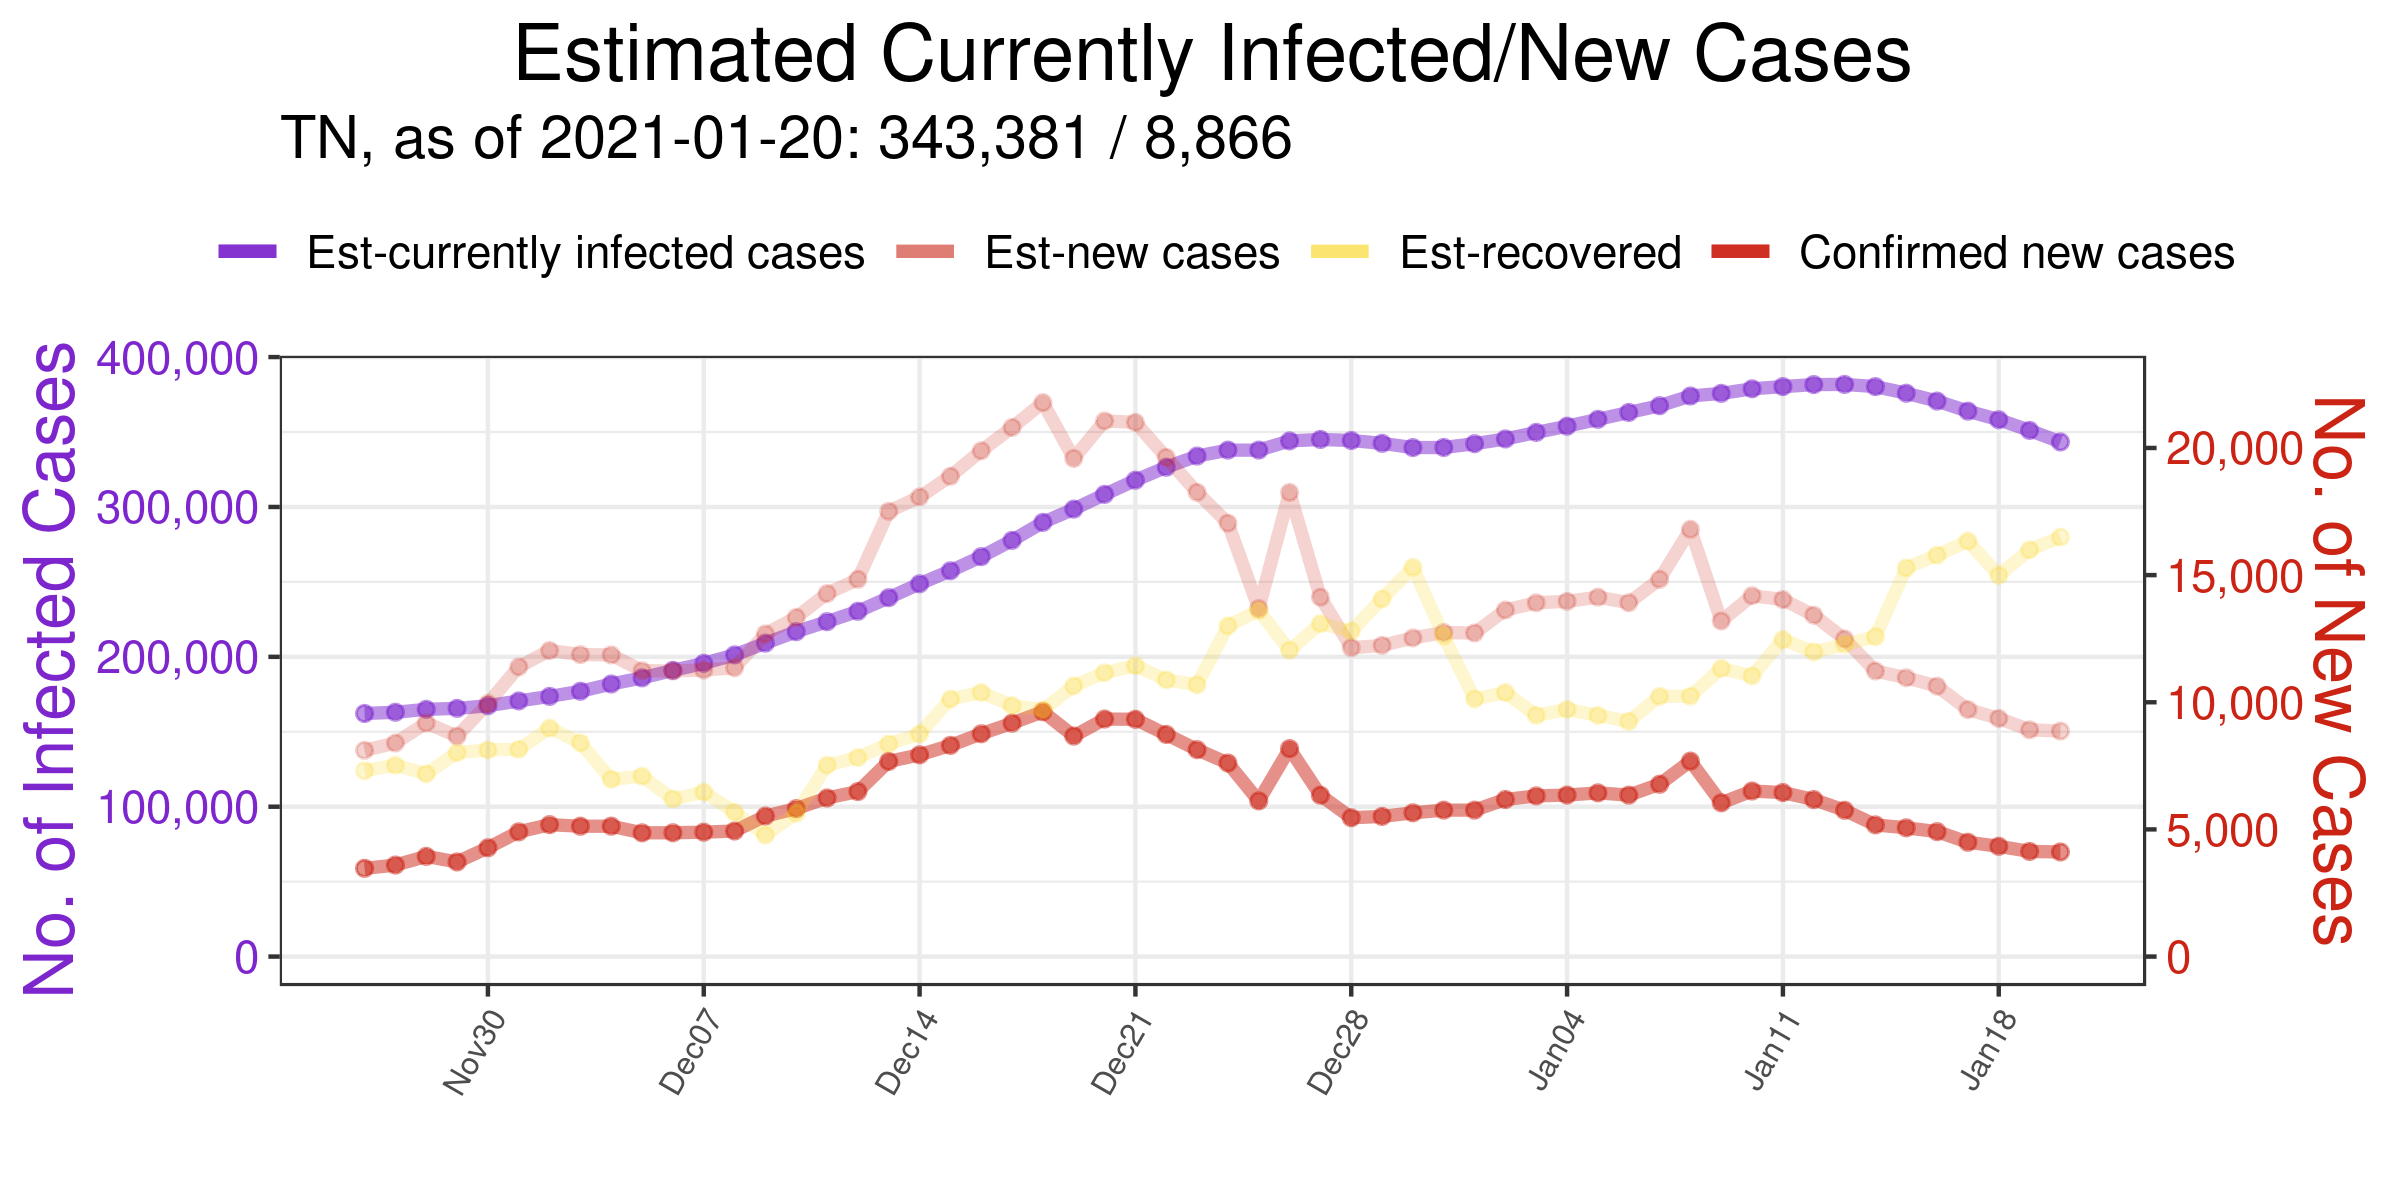 Estimated Currently Infected/New Cases
TN, as of 2021-01-20: 343,381 / 8,866
Est-currently infected cases Est-new cases Est-recovered Confirmed new cases
No. of Infected Cases
400,000
300,000
200,000
100,000
0
20,000
15,000
10,000
5,000
0
No. of New Cases
Nov30 Dec07 Dec14 Dec21 Dec28 Jan04 Jan11 Jan18